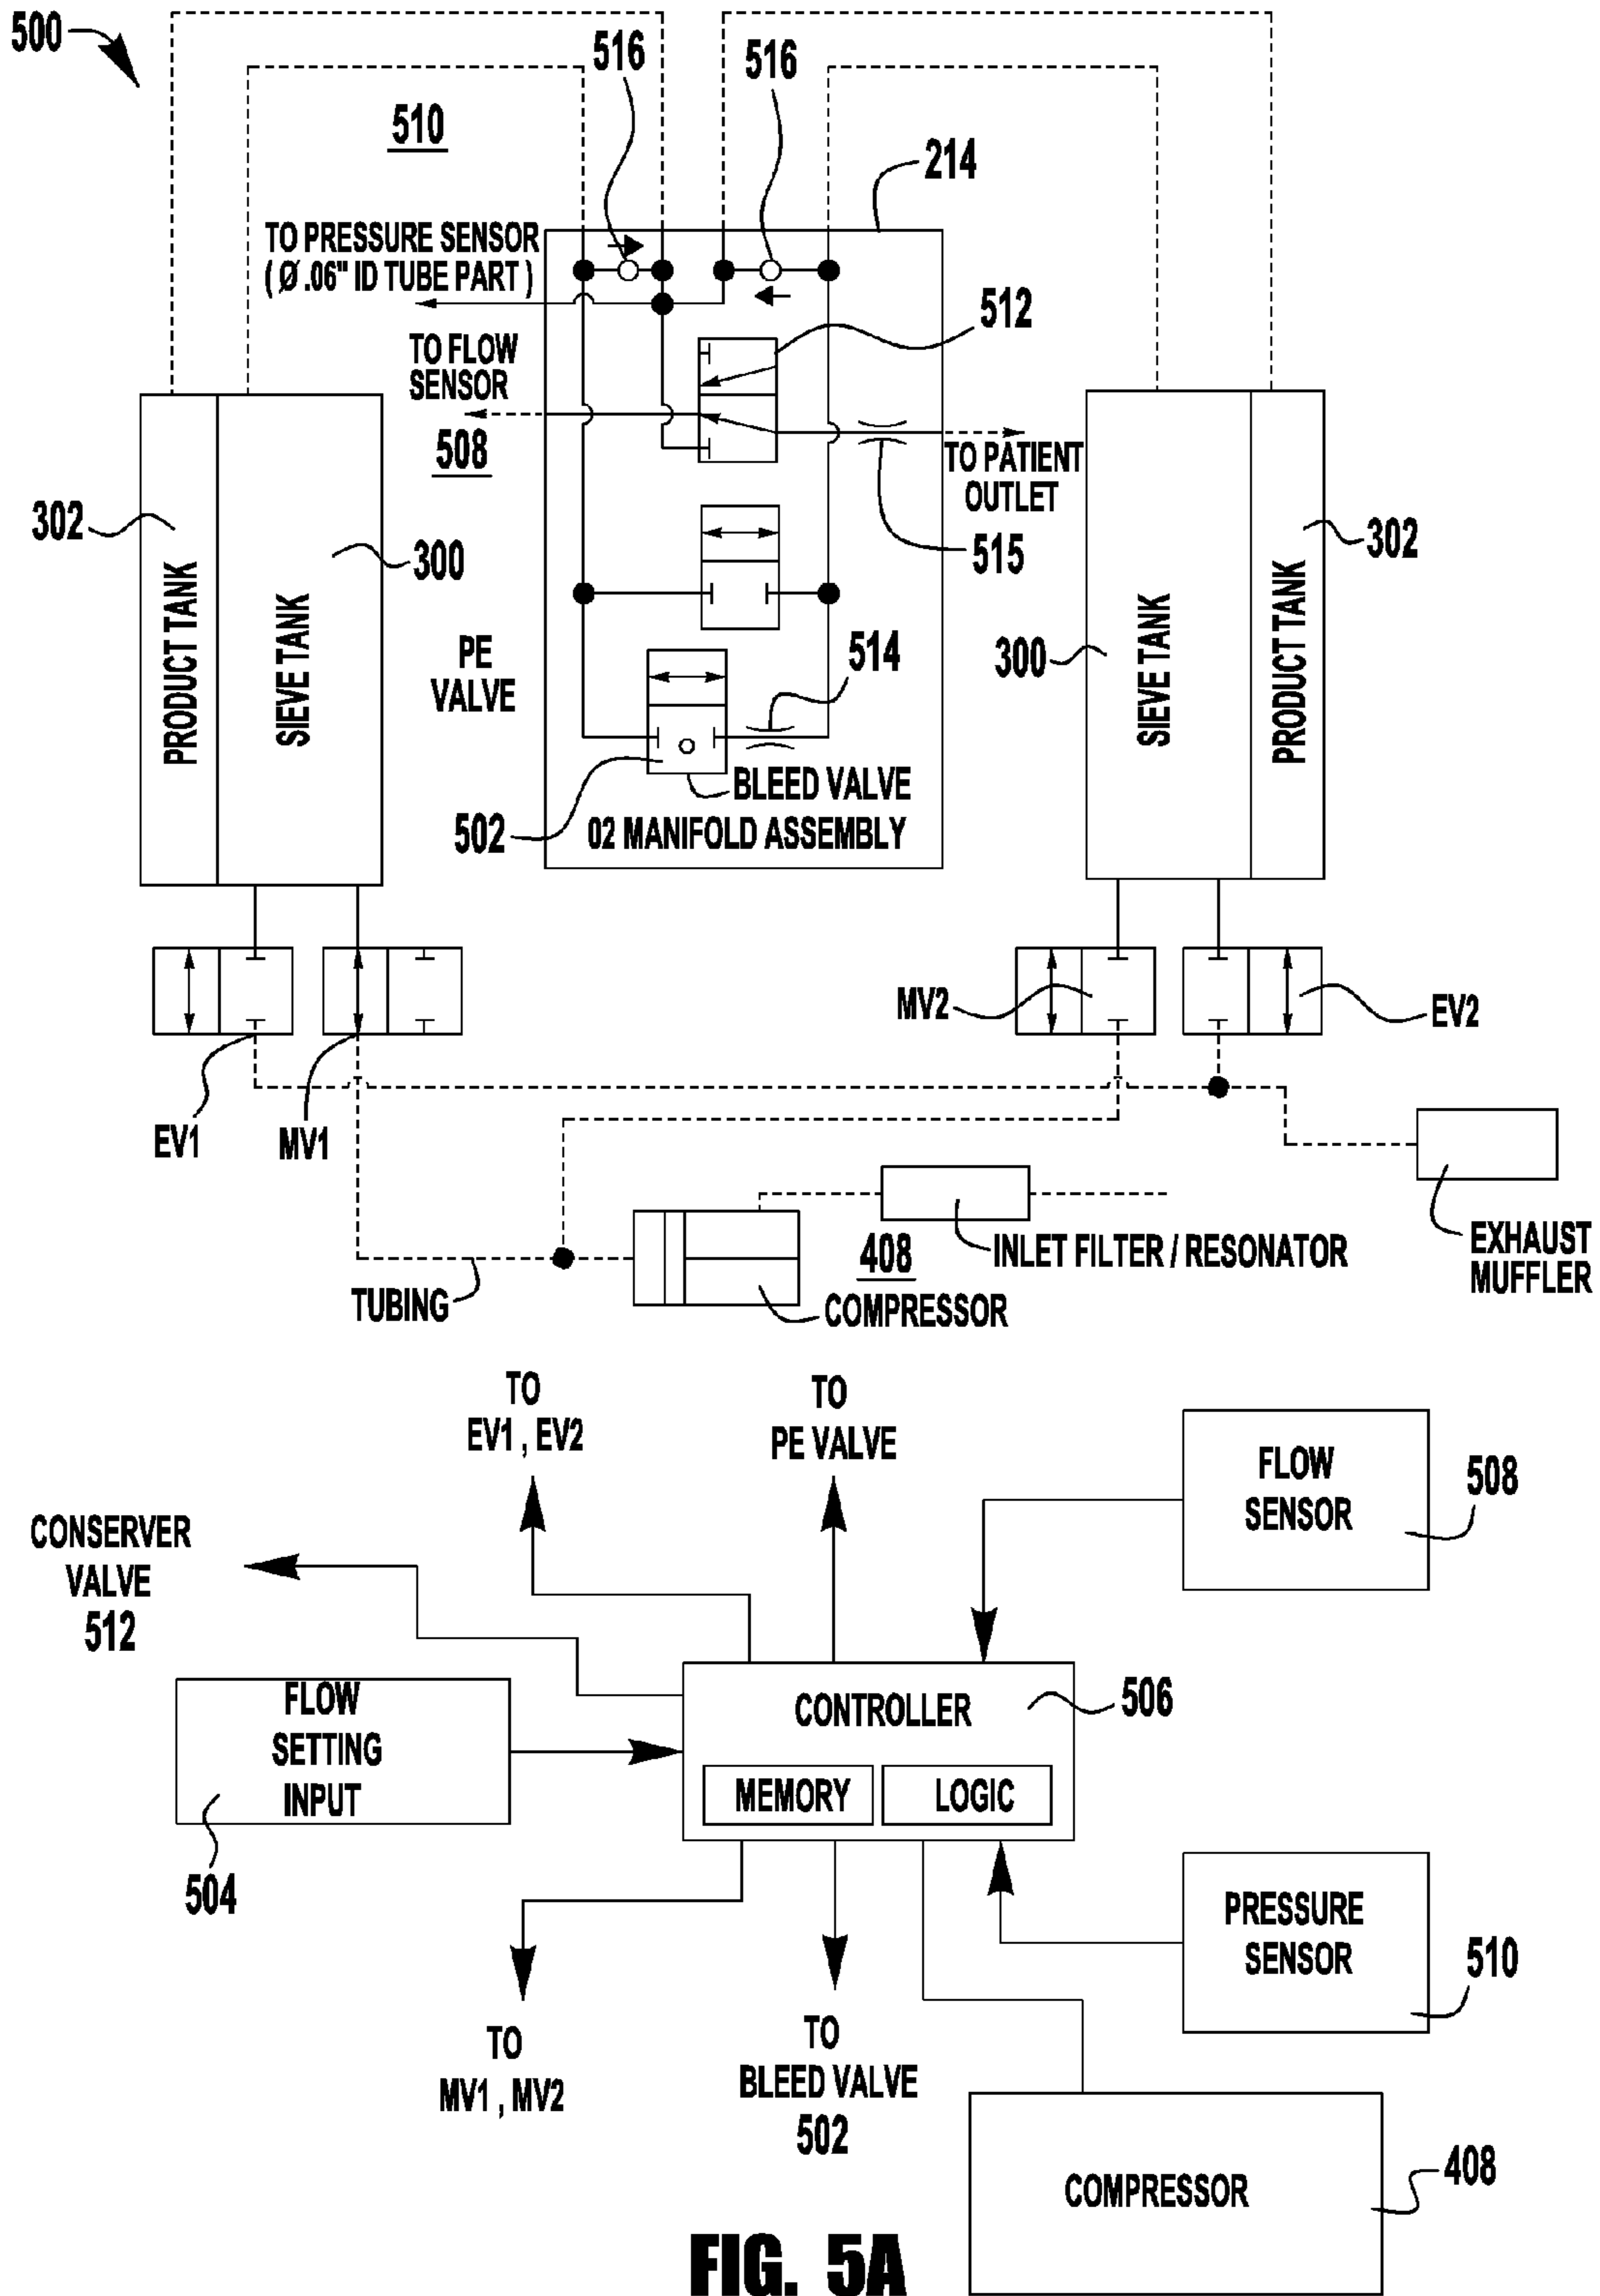 500
516
516
510
214
TO PRESSURE SENSOR
( Ø .06" ID TUBE PART )
512
TO FLOW
SENSOR
508
TO PATIENT
OUTLET
515
302
300
PRODUCT TANK
SIEVE TANK
PE
VALVE
514
300
302
SIEVE TANK
PRODUCT TANK
BLEED VALVE
502
02 MANIFOLD ASSEMBLY
MV2
EV2
EV1
MV1
408
INLET FILTER / RESONATOR
EXHAUST
MUFFLER
TUBING
COMPRESSOR
TO
EV1 , EV2
TO
PE VALVE
FLOW
SENSOR
508
CONSERVER
VALVE
512
FLOW
SETTING
INPUT
504
CONTROLLER
506
MEMORY
LOGIC
PRESSURE
SENSOR
510
TO
MV1 , MV2
TO
BLEED VALVE
502
COMPRESSOR
408
FIG. 5A